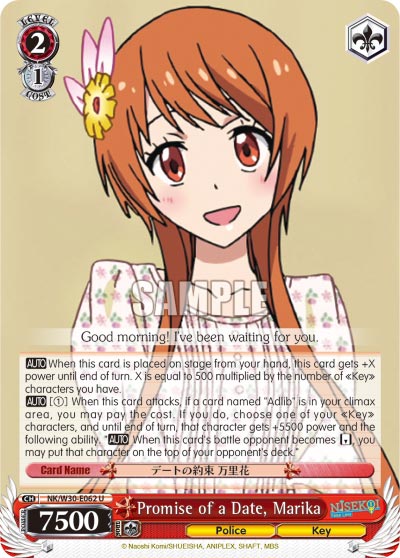 LEVEL
2
1
COST
SAMPLE
Good morning! I've been waiting for you.
AUTO When this card is placed on stage from your hand, this card gets +X
power until end of turn. X is equal to 500 multiplied by the number of «Key»
characters you have.
AUTO [①] When this card attacks, if a card named "Adlib" is in your climax
area, you may pay the cost. If you do, choose one of your «Key»
characters, and until end of turn, that character gets +5500 power and the
following ability. "AUTO When this card's battle opponent becomes, you
may put that character on the top of your opponent's deck."
Card Name デートの約束 万里花
CH NK/W30-E062 U
POWER 7500 Promise of a Date, Marika NISEKOI
Police Key
© Naoshi Komi/SHUEISHA, ANIPLEX, SHAFT, MBS